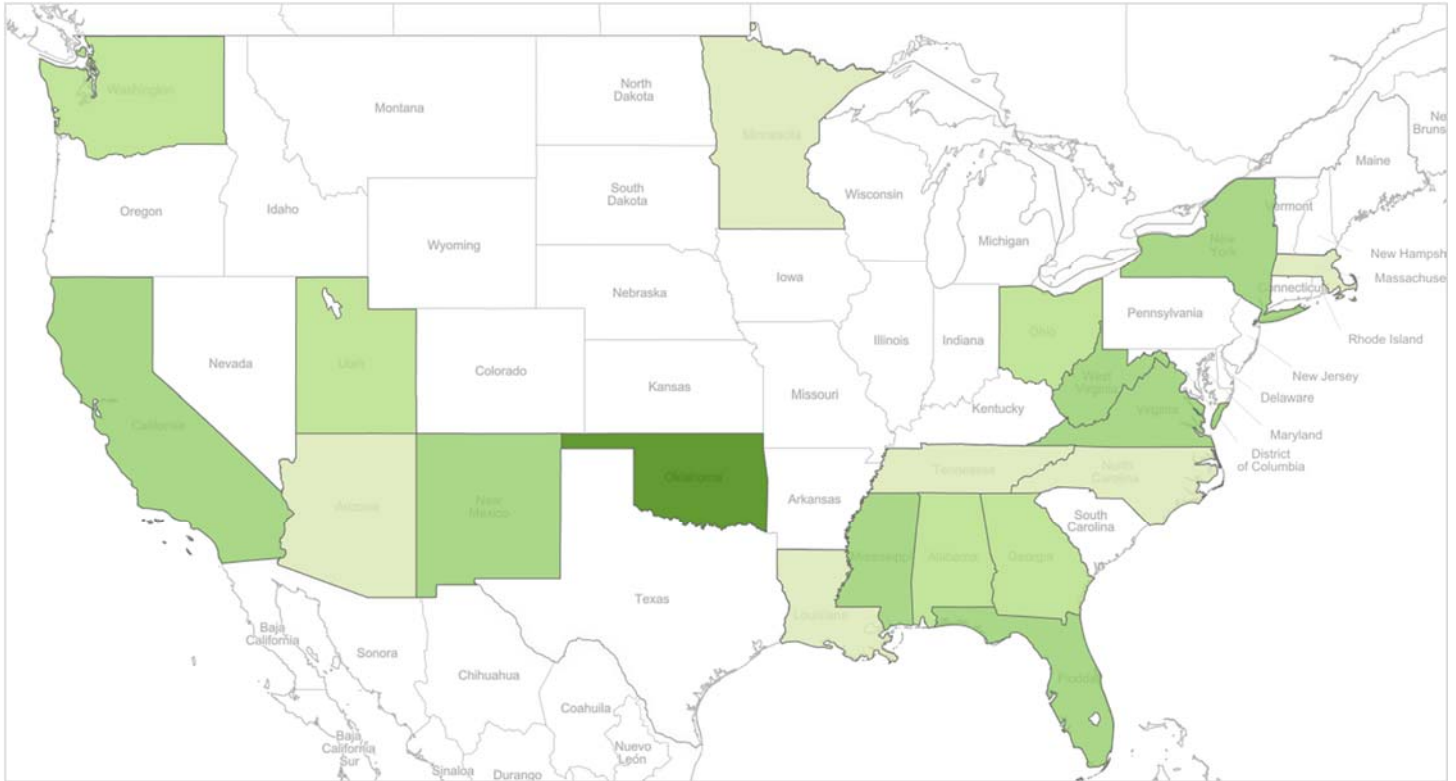 Washington
Montana
North
Dakota
Minnesota
Ne
Bruns
Maine
Oregon
Idaho
South
Dakota
Wisconsin
Vermont
Wyoming
Michigan
New
York
New Hampsh
Iowa
Massachuse
Connecticut
Nebraska
Pennsylvania
Rhode Island
Nevada
Utah
Colorado
Illinois
Indiana
Ohio
New Jersey
Kansas
Missouri
West
Virginia
Delaware
California
Kentucky
Virginia
Maryland
District
of Columbia
Arizona
New
Mexico
Oklahoma
Tennessee
North
Carolina
Arkansas
South
Carolina
Mississippi
Alabama
Georgia
Texas
Louisiana
Baja
California
Sonora
Chihuahua
Florida
Coahuila
Baja
California
Sur
Nuevo
León
Sinaloa
Durango